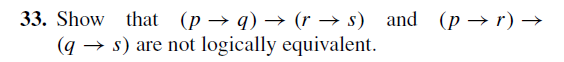 33. Show that (p → q) → (r → s) and (p → r) →
(q → s) are not logically equivalent.